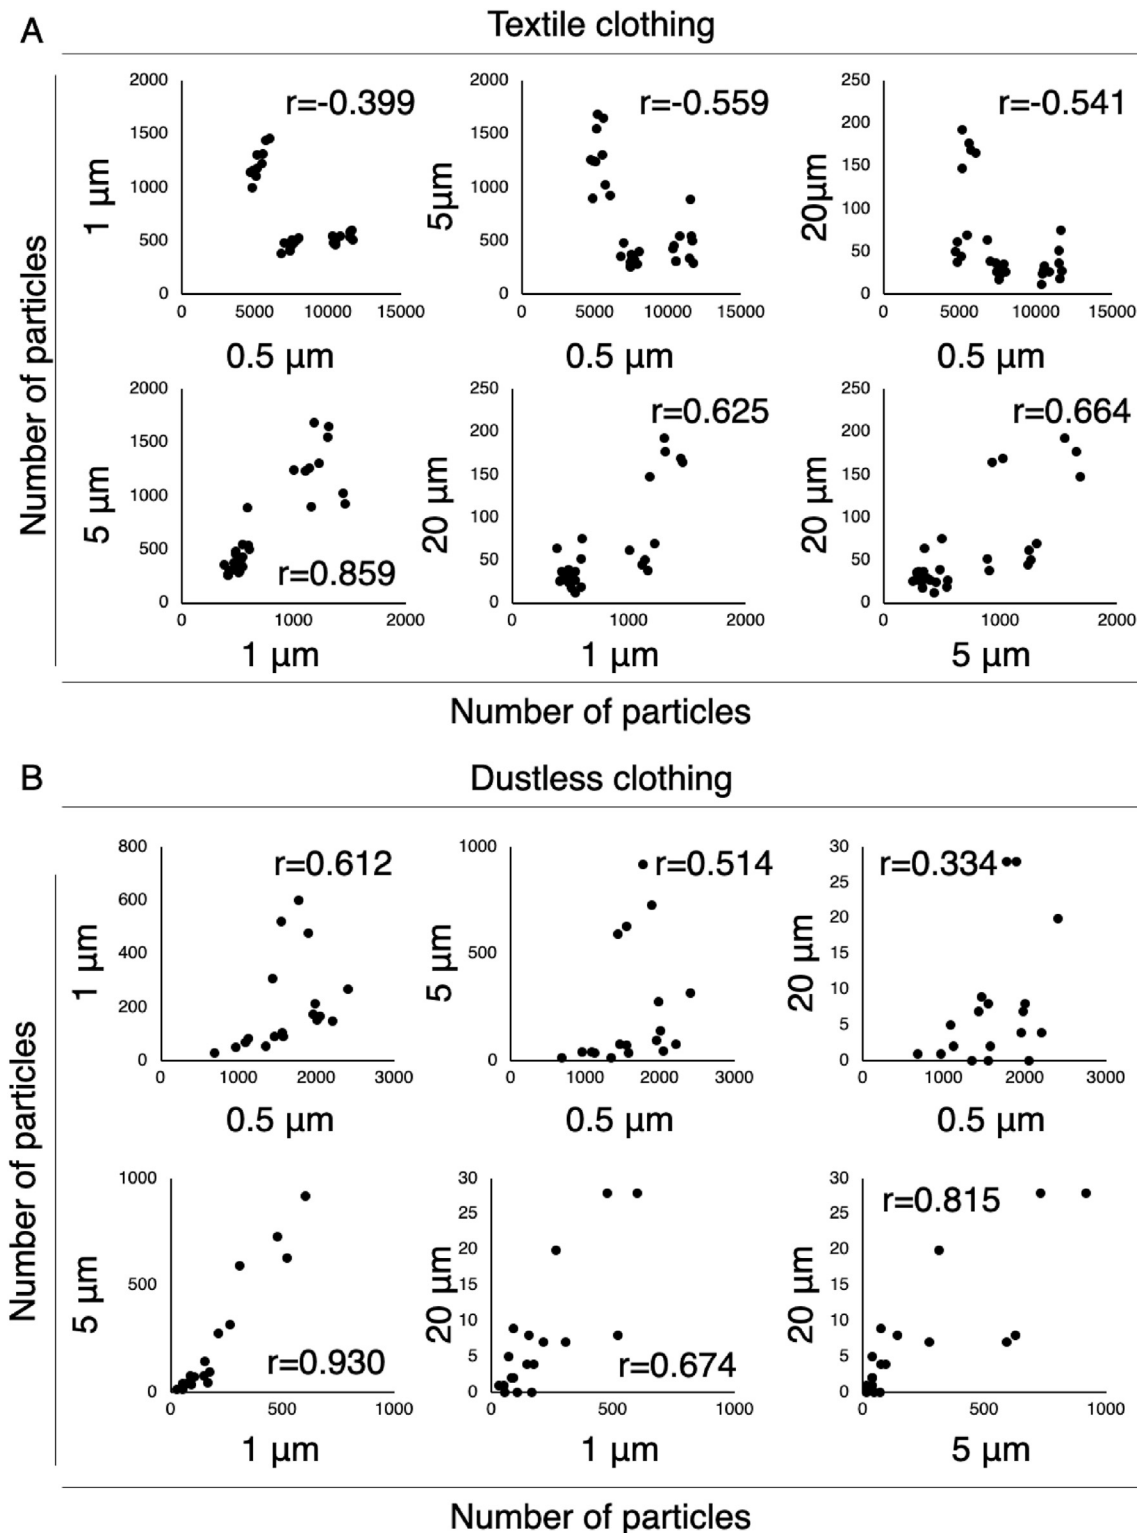 A
Textile clothing
Number of particles
2000
1500
1000
500
0
0 5000 10000 15000
1 µm
r=-0.399
0.5 µm
2000
1500
1000
500
0
0 5000 10000 15000
5µm
r=-0.559
0.5 µm
250
200
150
100
50
0
0 5000 10000 15000
20µm
r=-0.541
0.5 µm
2000
1500
1000
500
0
0 1000 2000
5 µm
r=0.859
1 µm
250
200
150
100
50
0
0 1000 2000
20 µm
r=0.625
1 µm
250
200
150
100
50
0
0 1000 2000
20 µm
r=0.664
5 µm
Number of particles
B
Dustless clothing
Number of particles
800
600
400
200
0
0 1000 2000 3000
1 µm
r=0.612
0.5 µm
1000
500
0
0 1000 2000 3000
5 µm
r=0.514
0.5 µm
30
25
20
15
10
5
0
0 1000 2000 3000
20 µm
r=0.334
0.5 µm
1000
500
0
0 500 1000
5 µm
r=0.930
1 µm
30
25
20
15
10
5
0
0 500 1000
20 µm
r=0.674
1 µm
30
25
20
15
10
5
0
0 500 1000
20 µm
r=0.815
5 µm
Number of particles